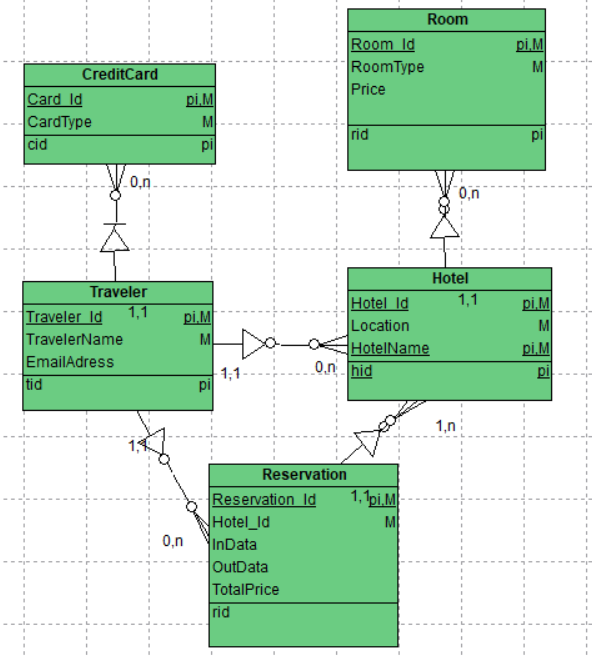 Room
Room_Id pi,M
RoomType M
Price
rid pi
CreditCard
Card_Id pi,M
CardType M
cid pi
0,n
0,n
Traveler
Traveler_Id 1,1 pi,M
TravelerName M
EmailAdress
tid pi
Hotel
Hotel_Id 1,1 pi,M
Location M
HotelName pi,M
hid pi
1,1
0,n
1,n
1,1
0,n
Reservation
Reservation_Id 1,1 pi,M
Hotel_Id M
InData
OutData
TotalPrice
rid